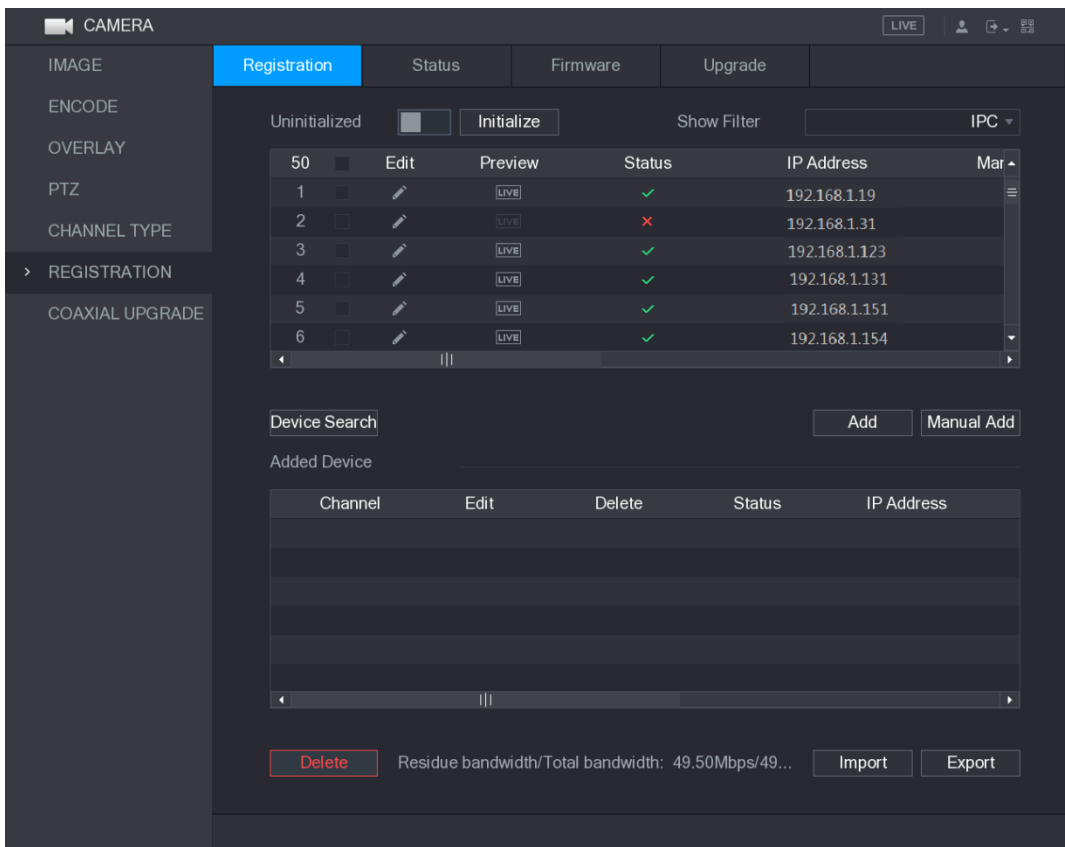 CAMERA LIVE
IMAGE Registration Status Firmware Upgrade
ENCODE Uninitialized Initialize Show Filter IPC
OVERLAY 50 Edit Preview Status IP Address Mar
PTZ 1 LIVE 192.168.1.19
CHANNEL TYPE 2 LIVE 192.168.1.31
3 LIVE 192.168.1.123
REGISTRATION 4 LIVE 192.168.1.131
COAXIAL UPGRADE 5 LIVE 192.168.1.151
6 LIVE 192.168.1.154
Device Search Add Manual Add
Added Device
Channel Edit Delete Status IP Address
Delete Residue bandwidth/Total bandwidth: 49.50Mbps/49... Import Export